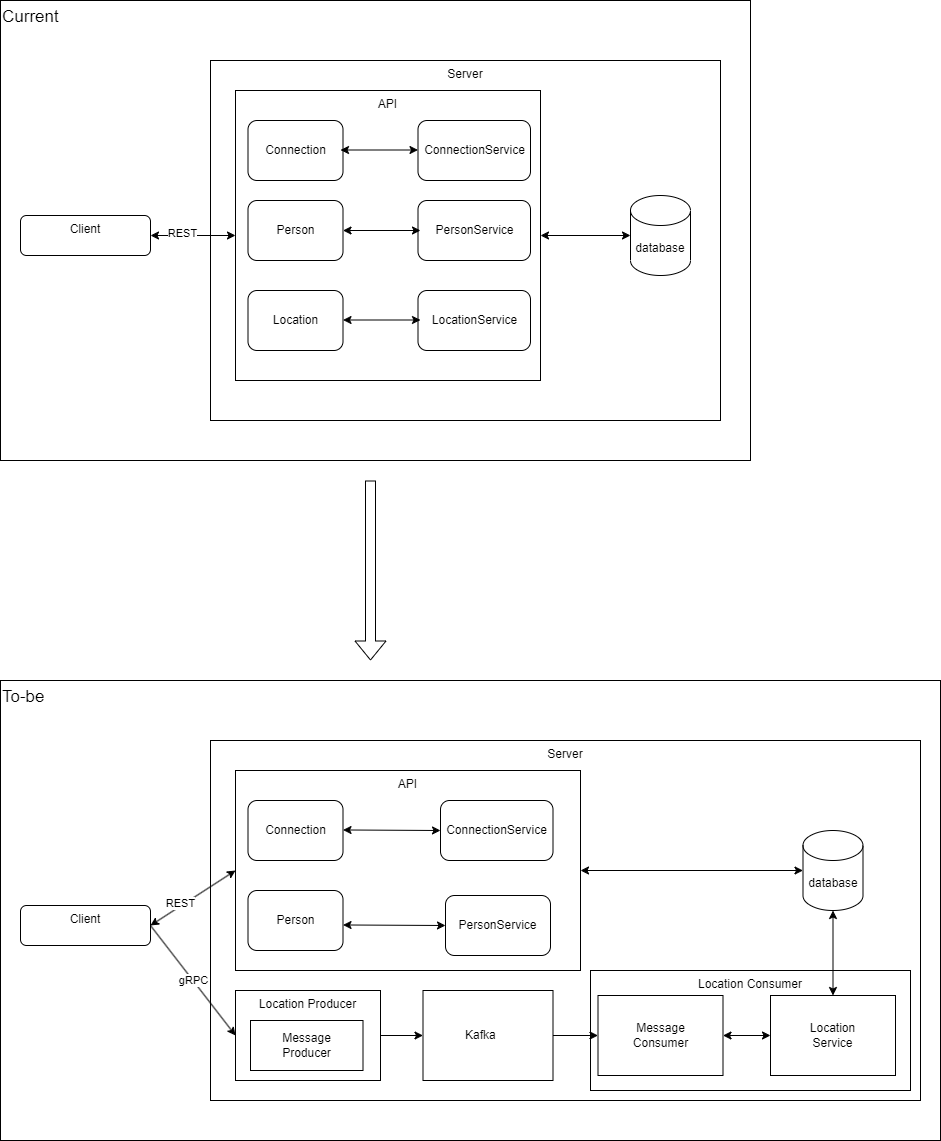 Current
Server
API
Connection
ConnectionService
Client
REST
Person
PersonService
database
Location
LocationService
To-be
Server
API
Connection
ConnectionService
database
REST
Client
Person
PersonService
gRPC
Location Producer
Message
Producer
Kafka
Location Consumer
Message
Consumer
Location
Service